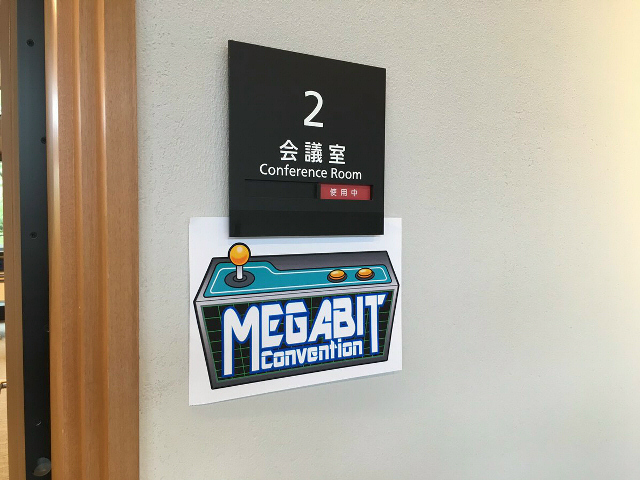 2
会議室
Conference Room
使用中
MEGABIT
Convention